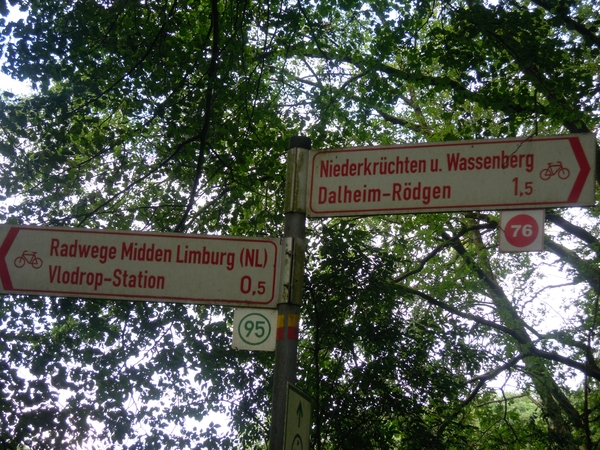 Niederkrüchten u. Wassenberg
Dalheim-Rödgen 1,5
76
Radwege Midden Limburg (NL)
Vlodrop-Station 0,5
95